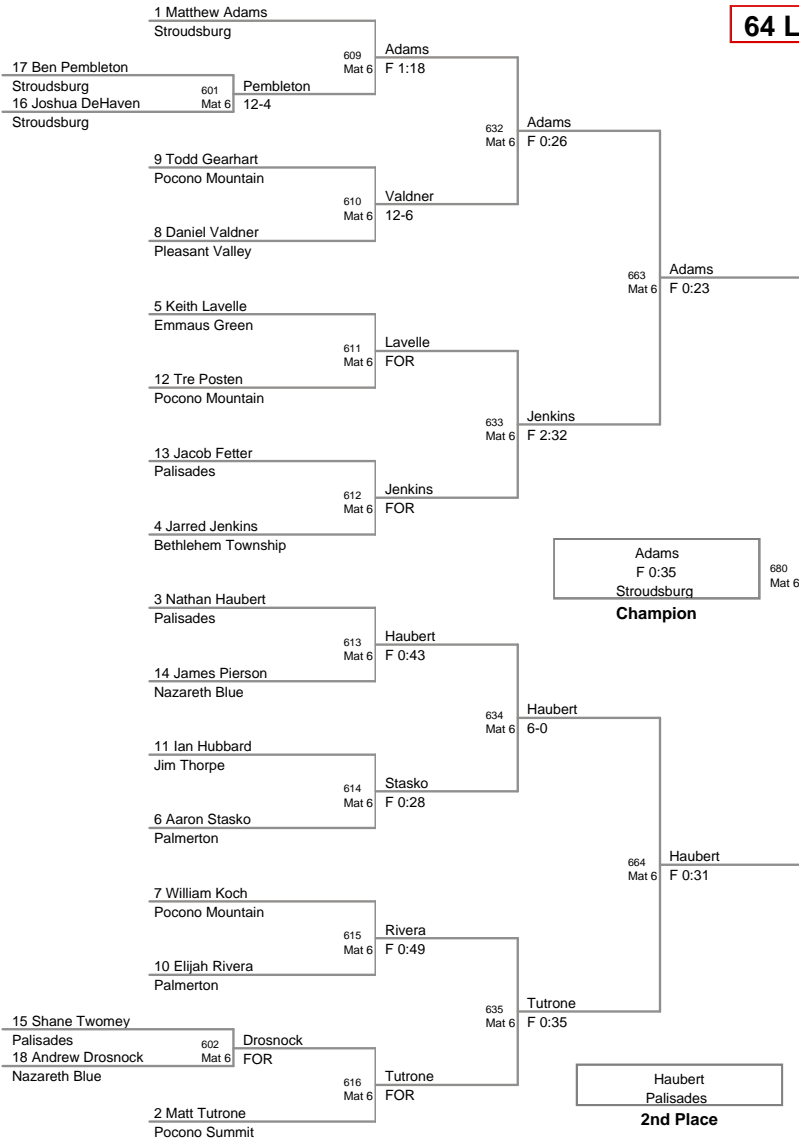 64 L
1 Matthew Adams
Stroudsburg
609
Mat 6
Adams
F 1:18
17 Ben Pembleton
Stroudsburg
601
Mat 6
Pembleton
12-4
16 Joshua DeHaven
Stroudsburg
632
Mat 6
Adams
F 0:26
9 Todd Gearhart
Pocono Mountain
610
Mat 6
Valdner
12-6
8 Daniel Valdner
Pleasant Valley
663
Mat 6
Adams
F 0:23
5 Keith Lavelle
Emmaus Green
611
Mat 6
Lavelle
FOR
12 Tre Posten
Pocono Mountain
633
Mat 6
Jenkins
F 2:32
13 Jacob Fetter
Palisades
612
Mat 6
Jenkins
FOR
4 Jarred Jenkins
Bethlehem Township
Adams
F 0:35
Stroudsburg
Champion
680
Mat 6
3 Nathan Haubert
Palisades
613
Mat 6
Haubert
F 0:43
14 James Pierson
Nazareth Blue
634
Mat 6
Haubert
6-0
11 Ian Hubbard
Jim Thorpe
614
Mat 6
Stasko
F 0:28
6 Aaron Stasko
Palmerton
664
Mat 6
Haubert
F 0:31
7 William Koch
Pocono Mountain
615
Mat 6
Rivera
F 0:49
10 Elijah Rivera
Palmerton
635
Mat 6
Tutrone
F 0:35
15 Shane Twomey
Palisades
602
Mat 6
Drosnock
FOR
18 Andrew Drosnock
Nazareth Blue
616
Mat 6
Tutrone
FOR
2 Matt Tutrone
Pocono Summit
Haubert
Palisades
2nd Place